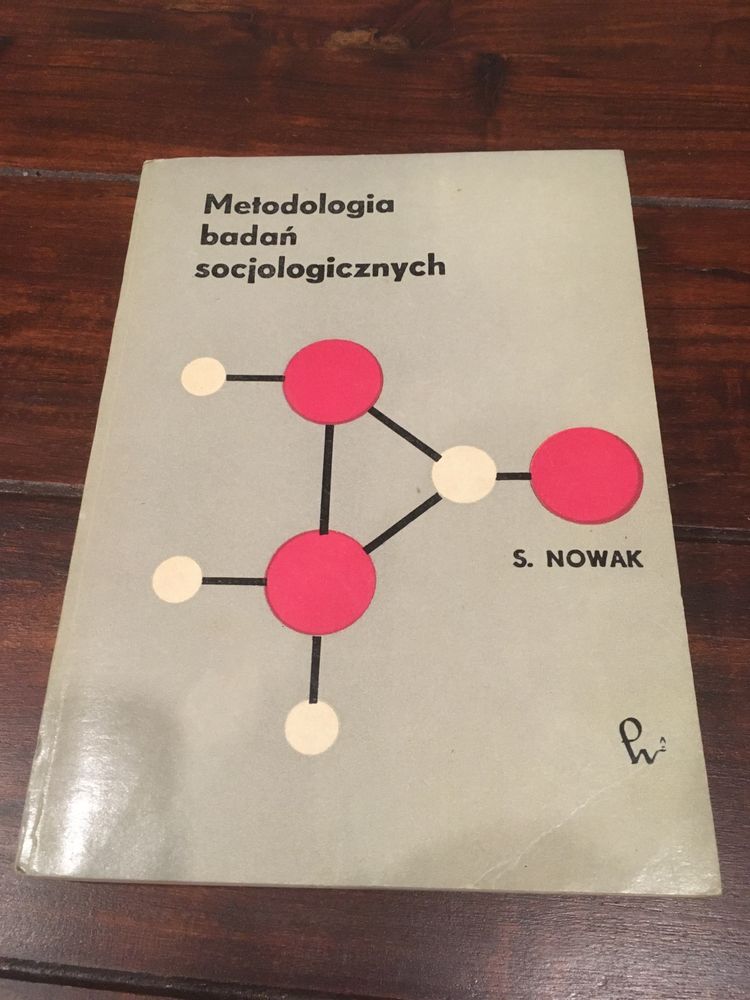 Metodologia
badań
socjologicznych
S. NOWAK